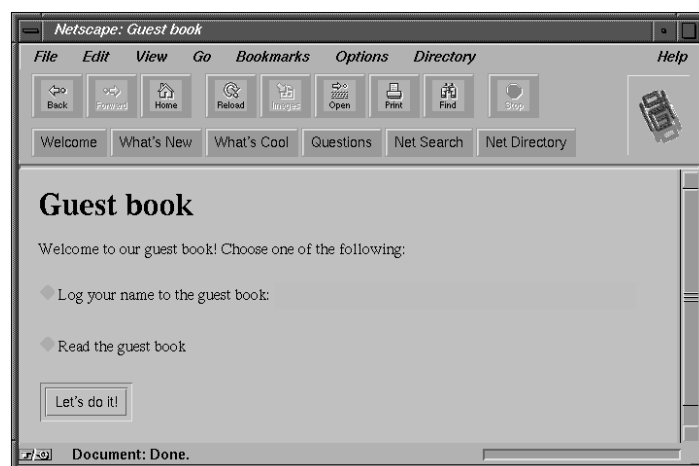 Netscape: Guest book
File Edit View Go Bookmarks Options Directory Help
Back Forward Home Reload Images Open Print Find Stop
Welcome What's New What's Cool Questions Net Search Net Directory
Guest book
Welcome to our guest book! Choose one of the following:
Log your name to the guest book:
Read the guest book
Let's do it!
Document: Done.